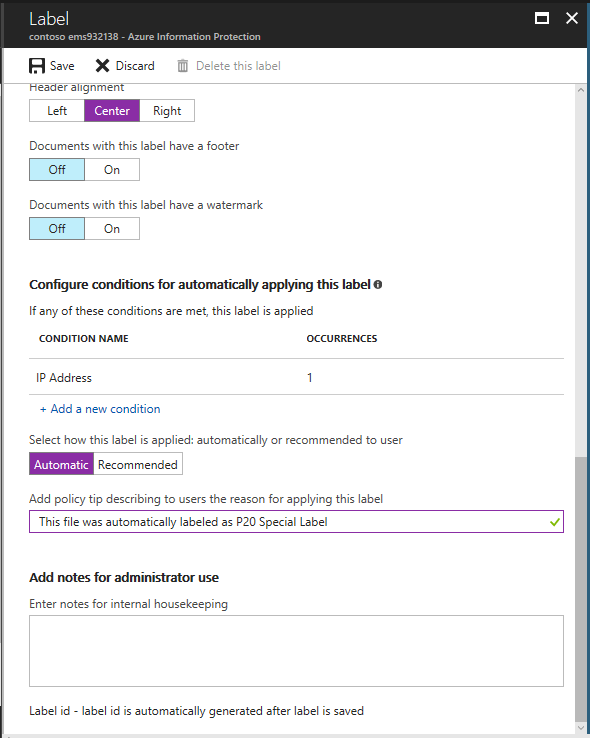 Label
contoso ems932138 - Azure Information Protection
Save Discard Delete this label
Header alignment
Left Center Right
Documents with this label have a footer
Off On
Documents with this label have a watermark
Off On
Configure conditions for automatically applying this label
If any of these conditions are met, this label is applied
CONDITION NAME OCCURRENCES
IP Address 1
+ Add a new condition
Select how this label is applied: automatically or recommended to user
Automatic Recommended
Add policy tip describing to users the reason for applying this label
This file was automatically labeled as P20 Special Label
Add notes for administrator use
Enter notes for internal housekeeping
Label id - label id is automatically generated after label is saved